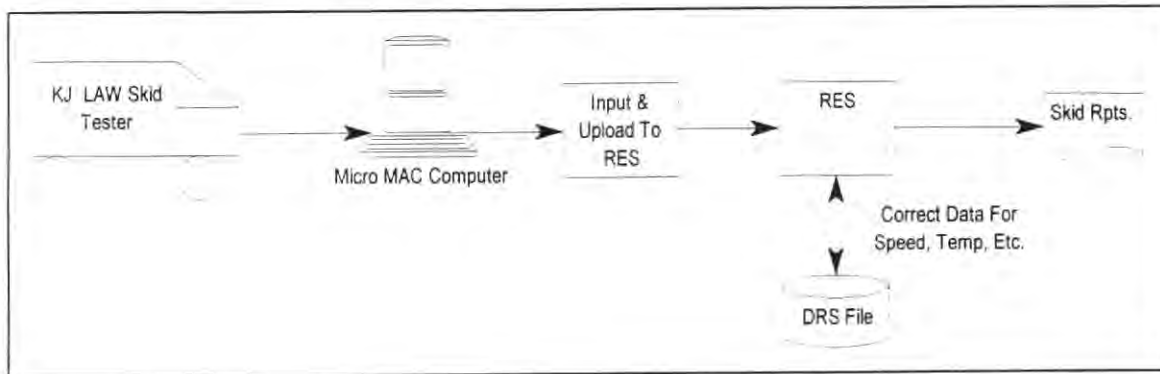 KJ LAW Skid
Tester
Micro MAC Computer
Input &
Upload To
RES
RES
Skid Rpts.
Correct Data For
Speed, Temp, Etc.
DRS File